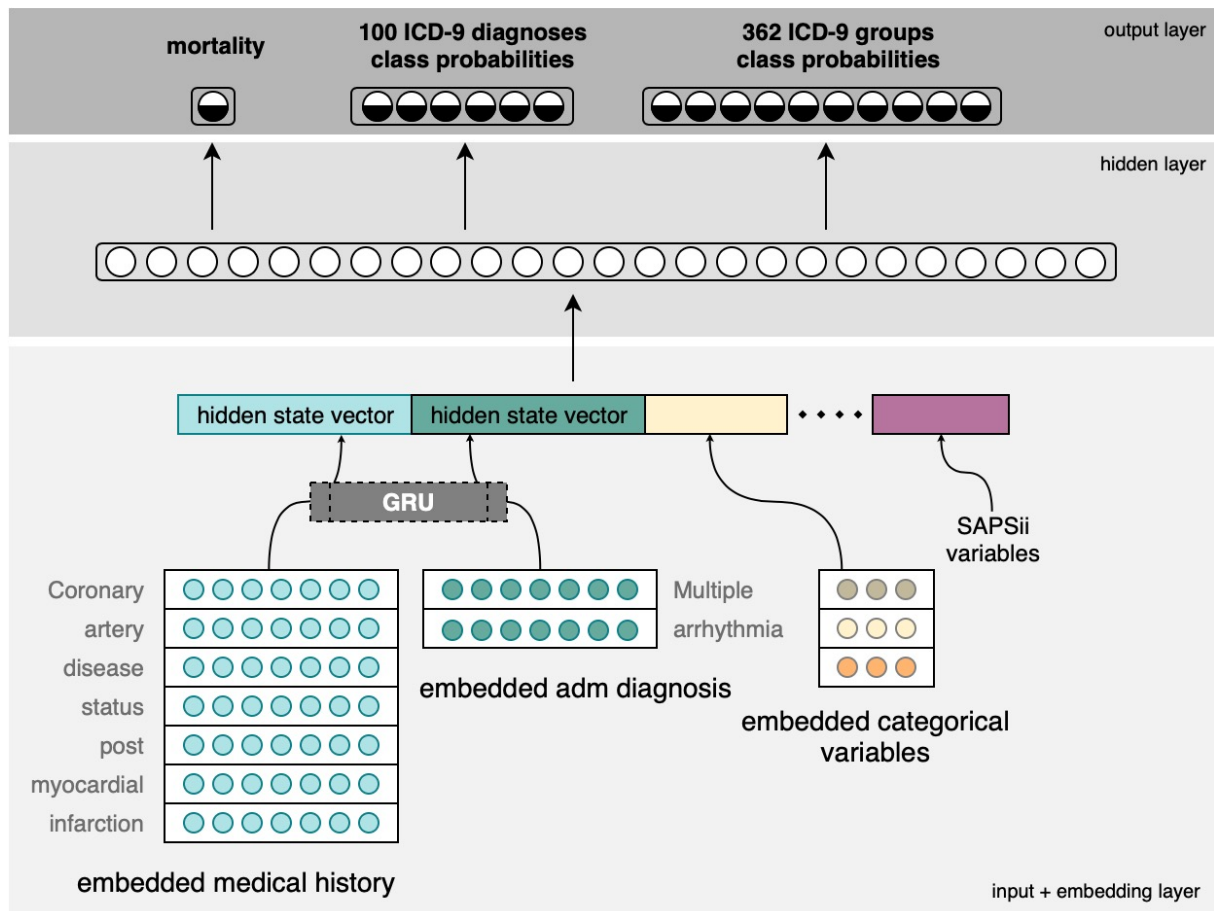 output layer
mortality
100 ICD-9 diagnoses
class probabilities
362 ICD-9 groups
class probabilities
hidden layer
hidden state vector
hidden state vector
GRU
SAPSii
variables
Coronary
artery
disease
status
post
myocardial
infarction
embedded medical history
Multiple
arrhythmia
embedded adm diagnosis
embedded categorical
variables
input + embedding layer